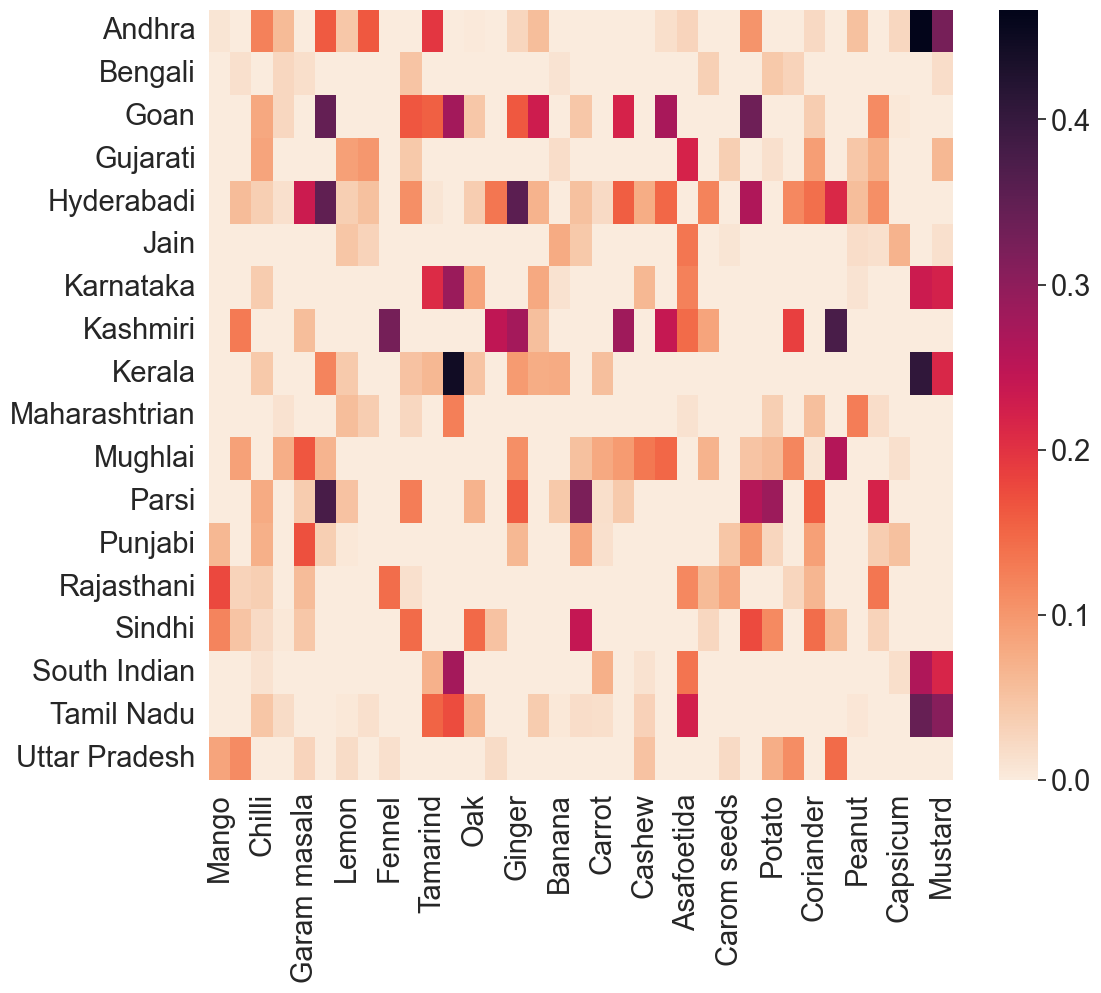 Andhra
Bengali
Goan
Gujarati
Hyderabadi
Jain
Karnataka
Kashmiri
Kerala
Maharashtrian
Mughlai
Parsi
Punjabi
Rajasthani
Sindhi
South Indian
Tamil Nadu
Uttar Pradesh
Mango
Chilli
Garam masala
Lemon
Fennel
Tamarind
Oak
Ginger
Banana
Carrot
Cashew
Asafoetida
Carom seeds
Potato
Coriander
Peanut
Capsicum
Mustard
0.4
0.3
0.2
0.1
0.0